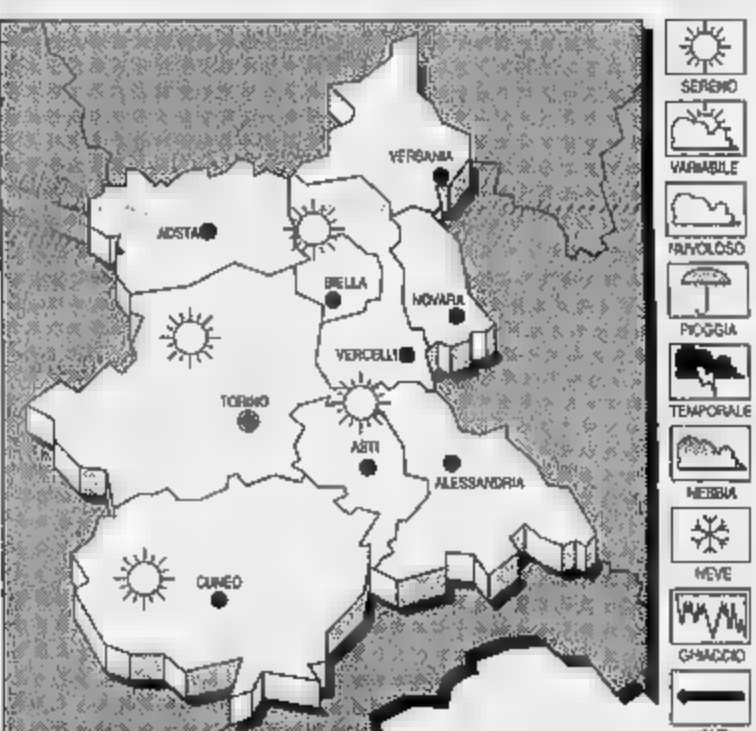 SERENO
VERBANIA
VARIABILE
AOSTA
NUVOLOSO
BIELLA
NOVARA
PIOGGIA
VERCELLI
TORINO
TEMPORALE
ASTI
ALESSANDRIA
NEBBIA
CUNEO
NEVE
GHIACCIO